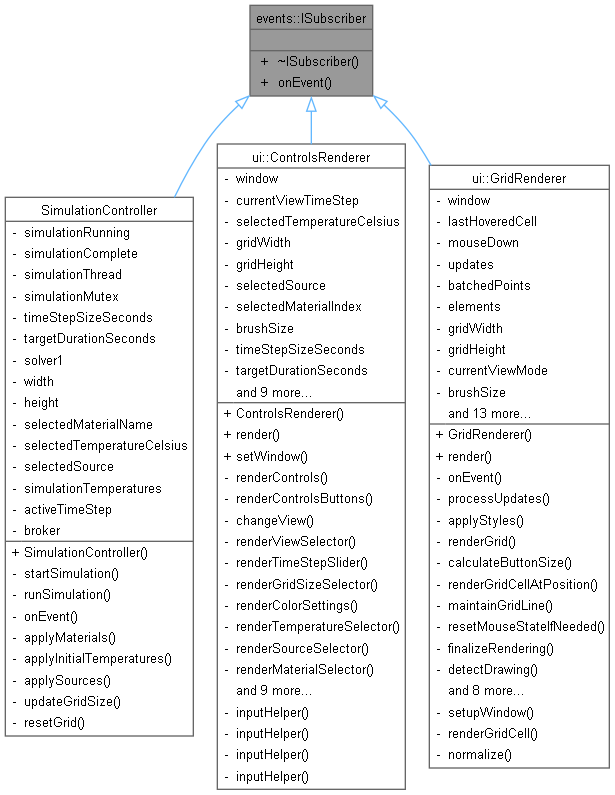 events::ISubscriber
+ ~ISubscriber()
+ onEvent()
SimulationController
- simulationRunning
- simulationComplete
- simulationThread
- simulationMutex
- timeStepSizeSeconds
- targetDurationSeconds
- solver1
- width
- height
- selectedMaterialName
- selectedTemperatureCelsius
- selectedSource
- simulationTemperatures
- activeTimeStep
- broker
+ SimulationController()
- startSimulation()
- runSimulation()
- onEvent()
- applyMaterials()
- applyInitialTemperatures()
- applySources()
- updateGridSize()
- resetGrid()
ui::ControlsRenderer
- window
- currentViewTimeStep
- selectedTemperatureCelsius
- gridWidth
- gridHeight
- selectedSource
- selectedMaterialIndex
- brushSize
- timeStepSizeSeconds
- targetDurationSeconds
and 9 more...
+ ControlsRenderer()
+ render()
+ setWindow()
- renderControls()
- renderControlsButtons()
- changeView()
- renderViewSelector()
- renderTimeStepSlider()
- renderGridSizeSelector()
- renderColorSettings()
- renderTemperatureSelector()
- renderSourceSelector()
- renderMaterialSelector()
and 9 more...
- inputHelper()
- inputHelper()
- inputHelper()
- inputHelper()
ui::GridRenderer
- window
- lastHoveredCell
- mouseDown
- updates
- batchedPoints
- elements
- gridWidth
- gridHeight
- currentViewMode
- brushSize
and 13 more...
+ GridRenderer()
+ render()
- onEvent()
- processUpdates()
- applyStyles()
- renderGrid()
- calculateButtonSize()
- renderGridCellAtPosition()
- maintainGridLine()
- resetMouseStateIfNeeded()
- finalizeRendering()
- detectDrawing()
and 8 more...
- setupWindow()
- renderGridCell()
- normalize()